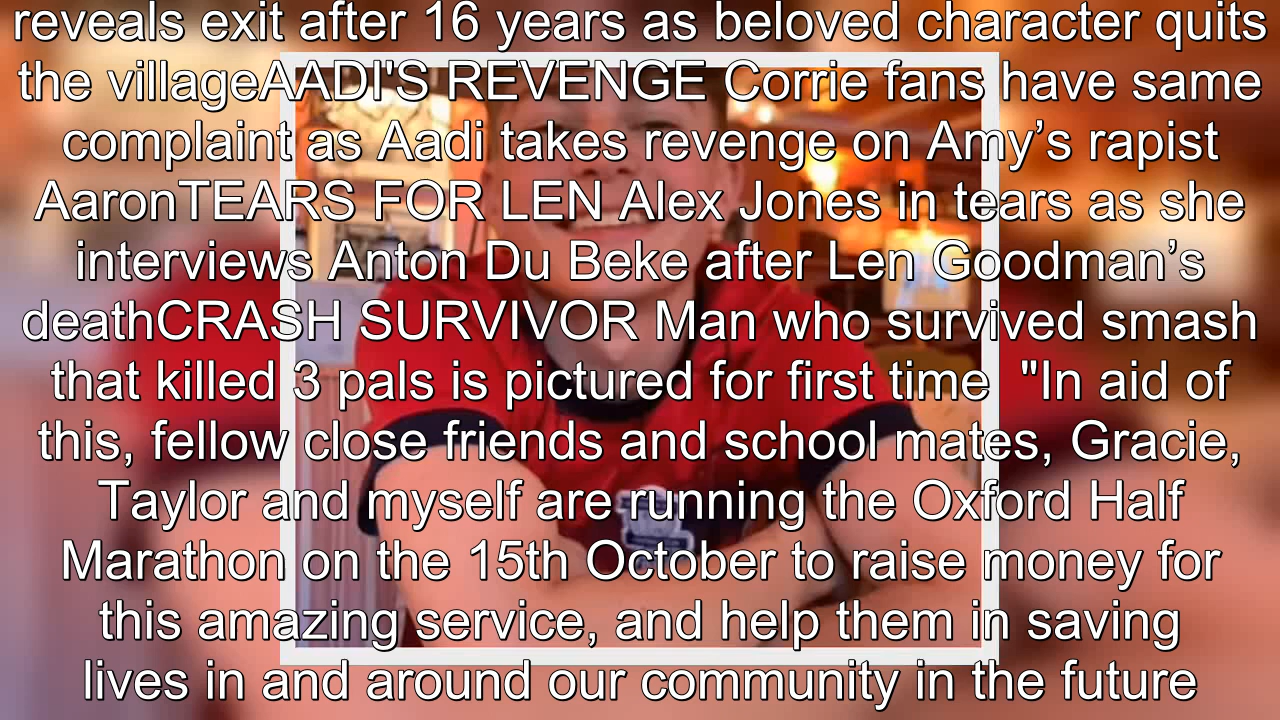 reveals exit after 16 years as beloved character quits
the villageAADI'S REVENGE Corrie fans have same
complaint as Aadi takes revenge on Amy’s rapist
AaronTEARS FOR LEN Alex Jones in tears as she
interviews Anton Du Beke after Len Goodman’s
deathCRASH SURVIVOR Man who survived smash
that killed 3 pals is pictured for first time  "In aid of
this, fellow close friends and school mates, Gracie,
Taylor and myself are running the Oxford Half
Marathon on the 15th October to raise money for
this amazing service, and help them in saving
lives in and around our community in the future